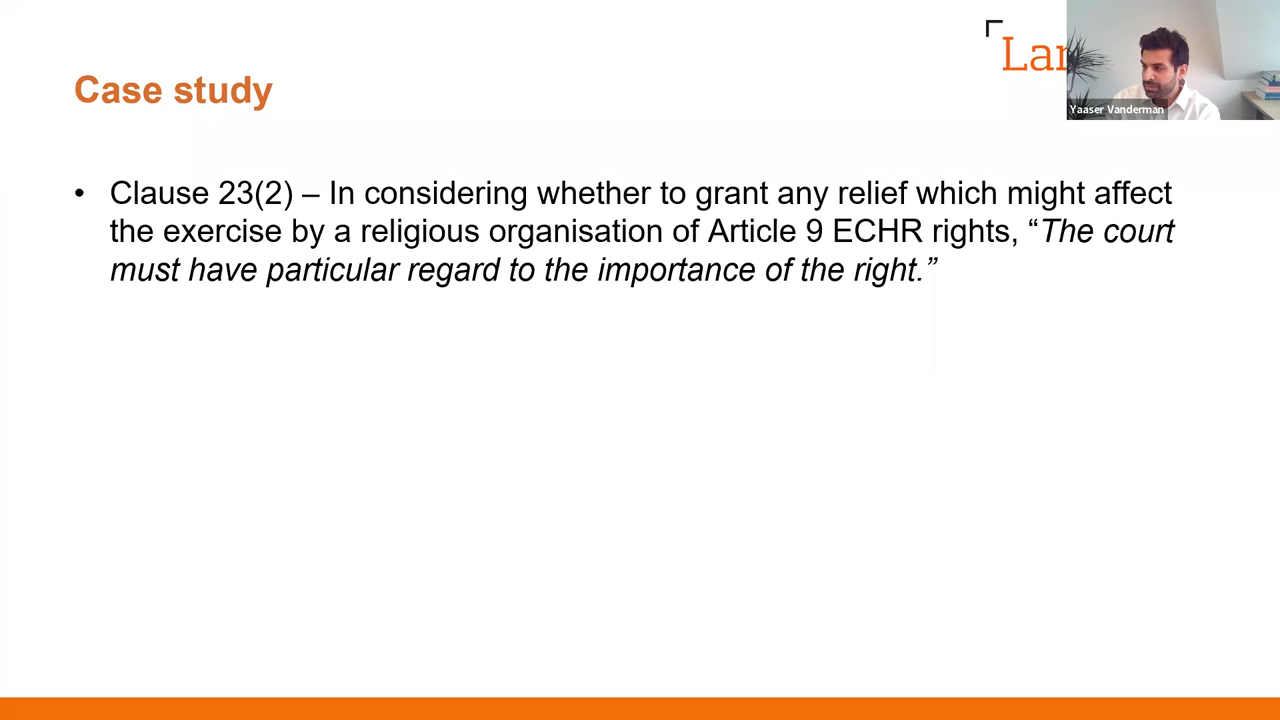 Lan
Yaaser Vanderman
Case study
• Clause 23(2) – In considering whether to grant any relief which might affect
the exercise by a religious organisation of Article 9 ECHR rights, “The court
must have particular regard to the importance of the right.”